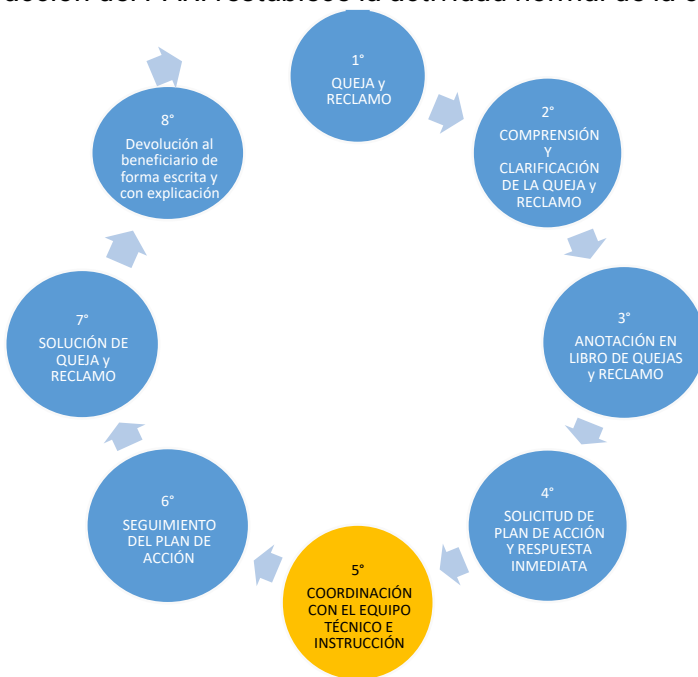 1°
QUEJA y
RECLAMO
2°
COMPRENSIÓN
Y
CLARIFICACIÓN
DE LA QUEJA y
RECLAMO
3°
ANOTACIÓN EN
LIBRO DE QUEJAS
y RECLAMO
4°
SOLICITUD DE
PLAN DE ACCIÓN
Y RESPUESTA
INMEDIATA
5°
COORDINACIÓN
CON EL EQUIPO
TÉCNICO E
INSTRUCCIÓN
6°
SEGUIMIENTO
DEL PLAN DE
ACCIÓN
7°
SOLUCIÓN DE
QUEJA y
RECLAMO
8°
Devolución al
beneficiario de
forma escrita y
con explicación